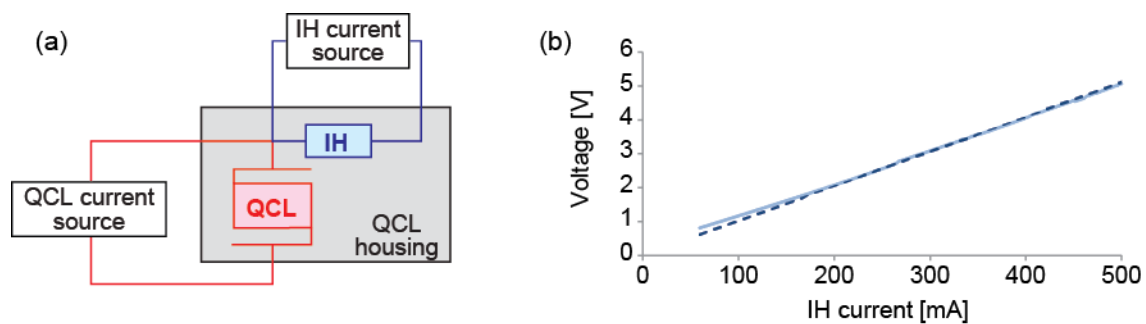 (a)
IH current
source
IH
QCL current
source
QCL
QCL
housing
(b)
Voltage [V]
6
5
4
3
2
1
0
0 100 200 300 400 500
IH current [mA]